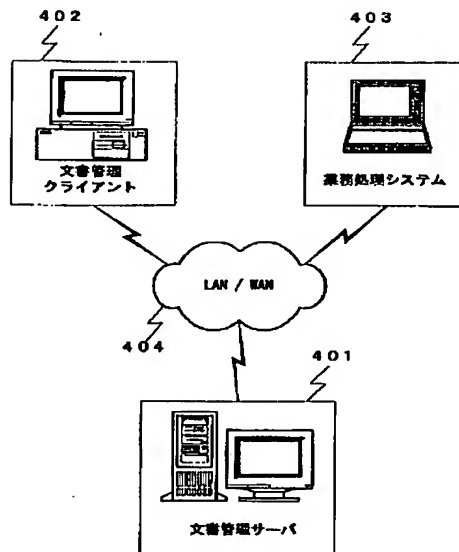 402
403
文書管理
クライアント
業務処理システム
LAN / WAN
404
401
文書管理サーバ